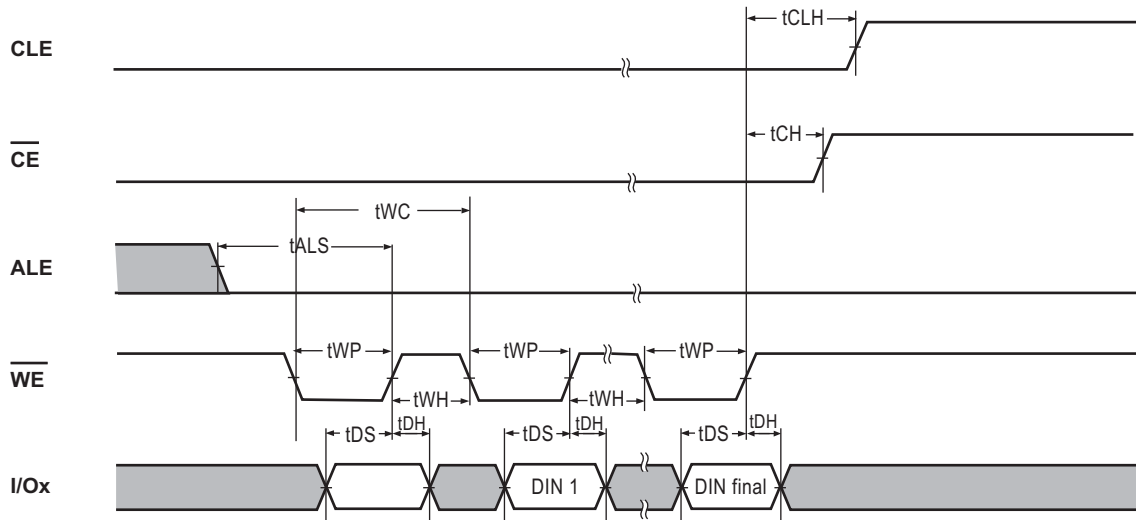 tCLH
CLE
tCH
CE
tWC
tALS
ALE
tWP tWP tWP
WE
tWH tWH
tDS tDH tDS tDH tDS tDH
I/Ox DIN 1 DIN final